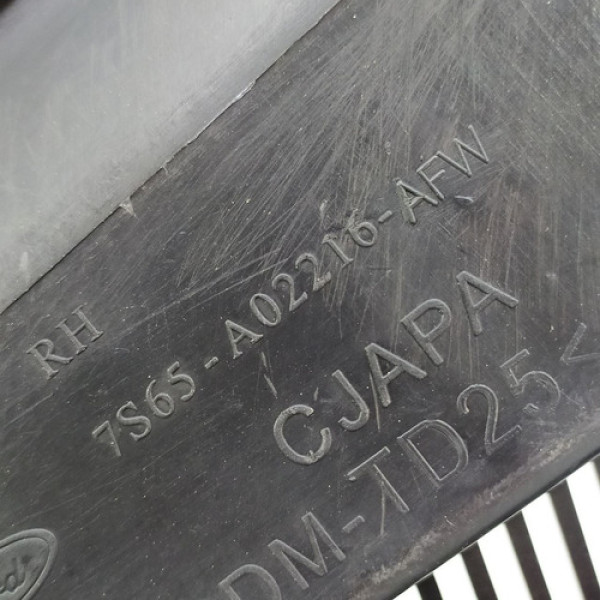 RH
7S65-A02216-AFW
CJAPA
DM-TD25<